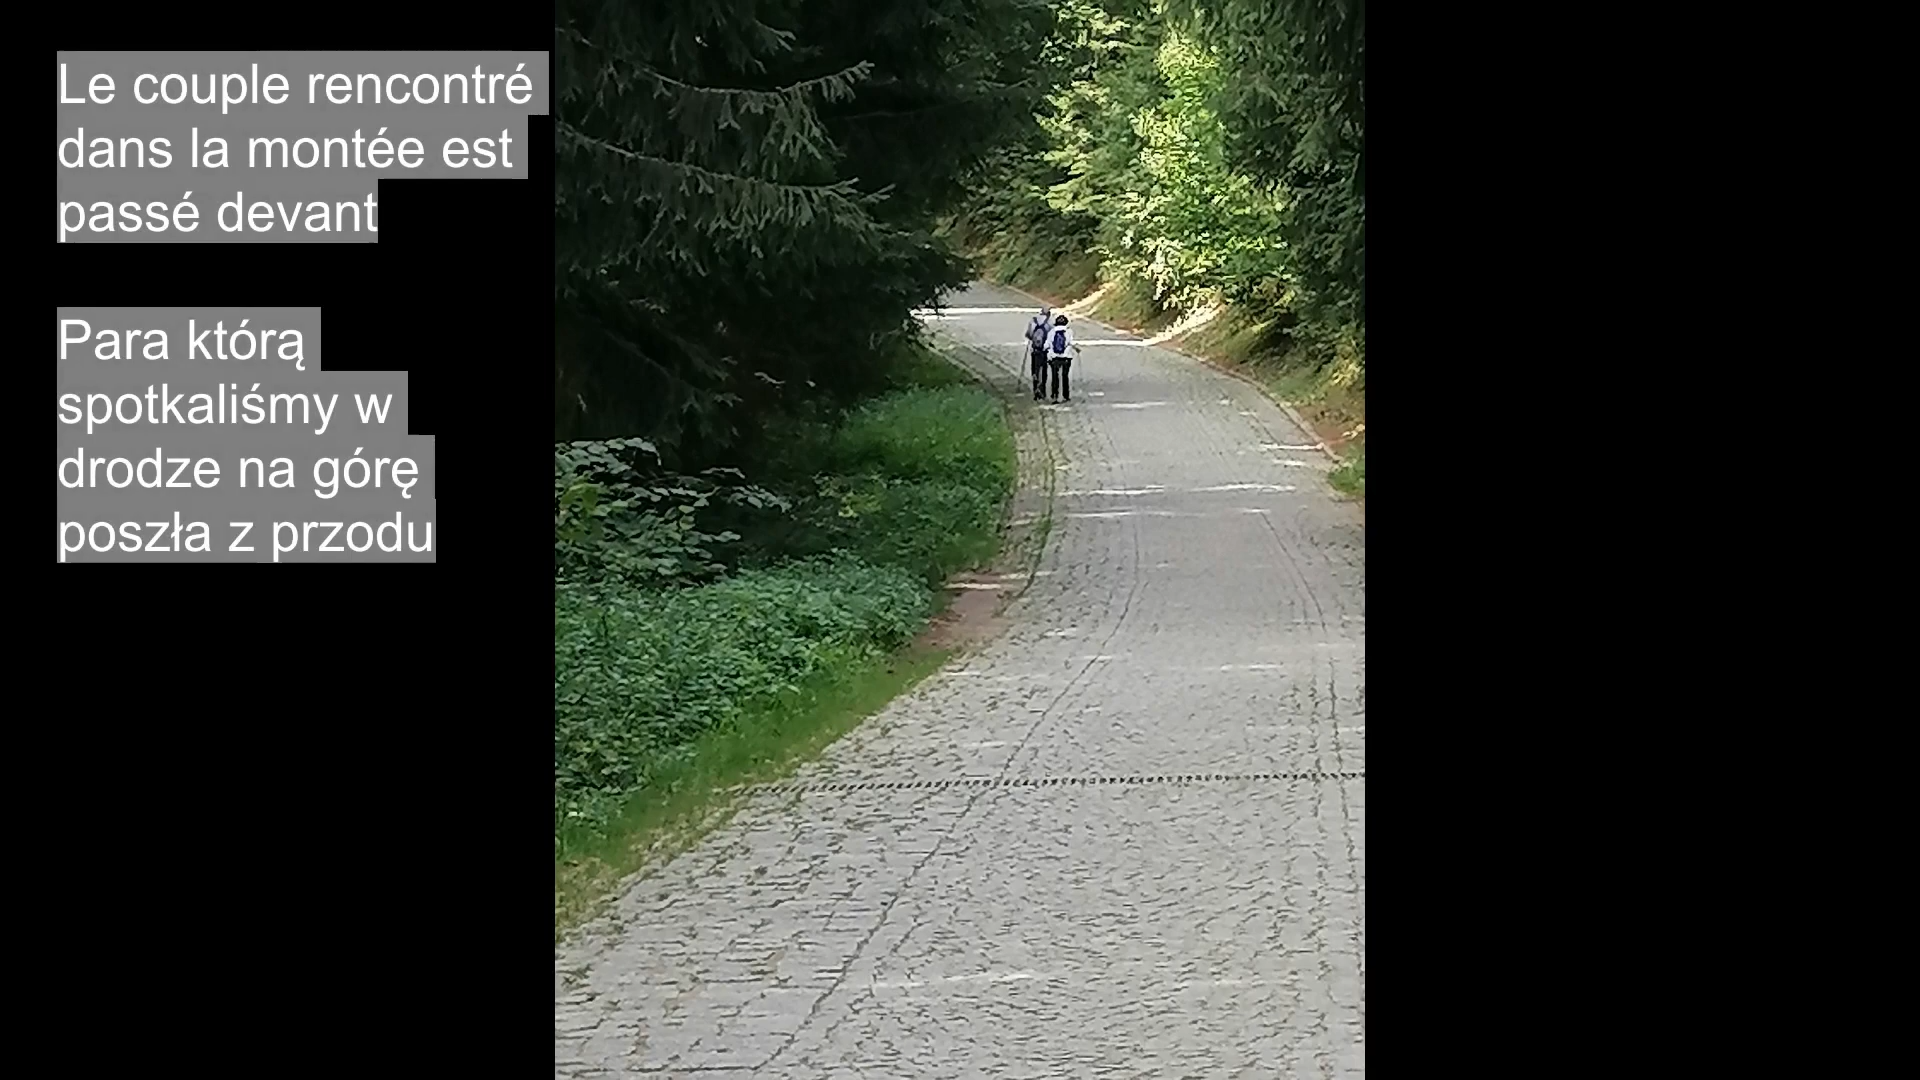 Le couple rencontré
dans la montée est
passé devant
Para którą
spotkaliśmy w
drodze na górę
poszła z przodu